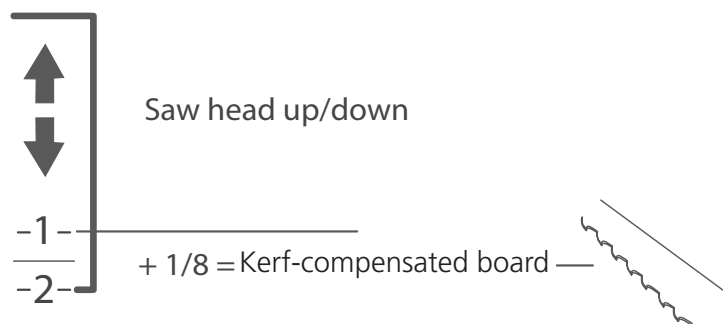 Saw head up/down
-1-
+ 1/8 = Kerf-compensated board
-2-